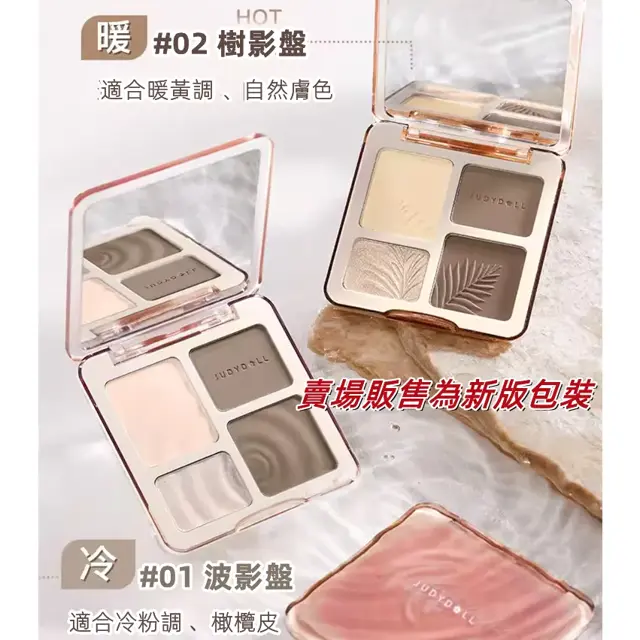 HOT
暖 #02 樹影盤
適合暖黃調、自然膚色
JUDYDOLL
JUDYDOLL
賣場販售為新版包裝
冷 #01 波影盤
適合冷粉調、橄欖皮
JUDYDOLL